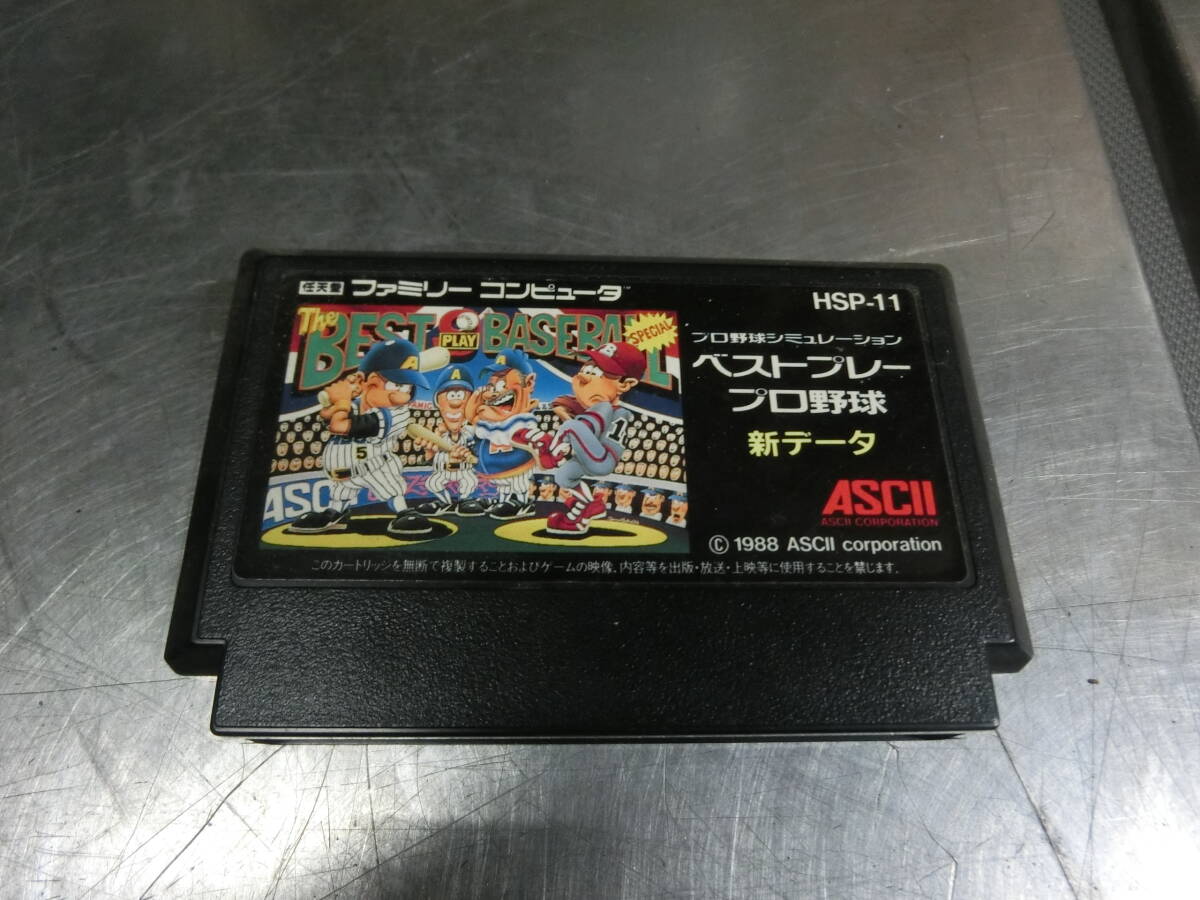 任天堂 ファミリー コンピュータ™
HSP-11
The BEST PLAY BASEBALL
SPECIAL
プロ野球シミュレーション
ベストプレー
プロ野球
新データ
A
A
A
B
5
1
ASCII
ASCII
ASCII CORPORATION
© 1988 ASCII corporation
このカートリッジを無断で複製することおよびゲームの映像、内容等を出版・放送・上映等に使用することを禁じます。